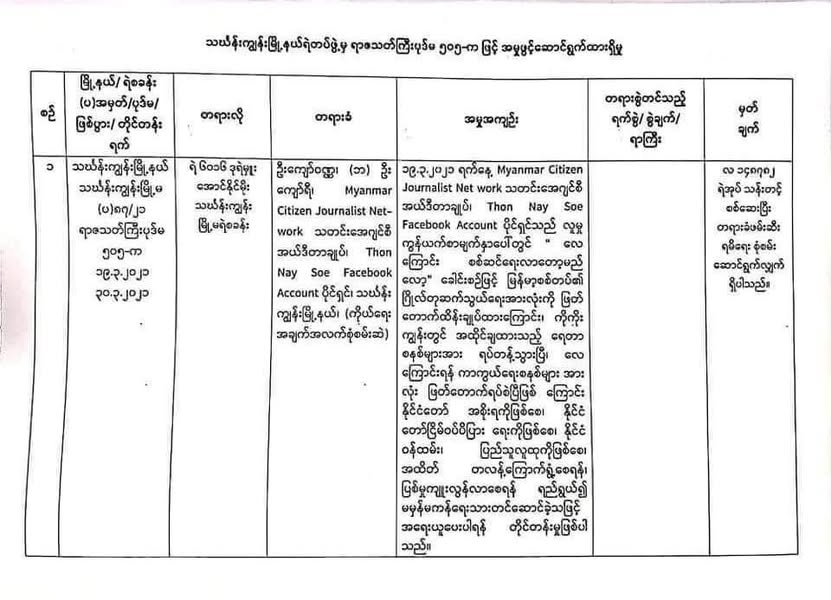 သင်္ဃန်းကျွန်းမြို့နယ်ရဲတပ်ဖွဲ့မှ ရာဇသတ်ကြီးပုဒ်မ ၅၀၅-က ဖြင့် အမှုဖွင့်ဆောင်ရွက်ထားရှိမှု
စဉ်
မြို့နယ်/ ရဲစခန်း
(ပ)အမှတ်/ပုဒ်မ/
ဖြစ်ပွား/ တိုင်တန်း
ရက်
တရားလို
တရားခံ
အမှုအကျဉ်း
တရားစွဲတင်သည့်
ရက်စွဲ/ စွဲချက်/
ရာကြီး
မှတ်
ချက်
၁
သင်္ဃန်းကျွန်းမြို့နယ်
သင်္ဃန်းကျွန်းမြို့မ
(ပ)၈၇/၂၁
ရာဇသတ်ကြီးပုဒ်မ
၅၀၅-က
၁၉.၃.၂၀၂၁
၃၀.၃.၂၀၂၁
ရဲ ၆၀၁၆ ဒုရဲမှူး
အောင်နိုင်မိုး
သင်္ဃန်းကျွန်း
မြို့မရဲစခန်း
ဦးကျော်ဝဏ္ဏ၊ (ဘ) ဦး
ကျော်ရီ၊ Myanmar
Citizen Journalist Net-
work သတင်းအေဂျင်စီ
အယ်ဒီတာချုပ်၊ Thon
Nay Soe Facebook
Account ပိုင်ရှင်၊ သင်္ဃန်း
ကျွန်းမြို့နယ်၊ (ကိုယ်ရေး
အချက်အလက်စုံစမ်းဆဲ)
၁၉.၃.၂၀၂၁ ရက်နေ့ Myanmar Citizen
Journalist Net work သတင်းအေဂျင်စီ
အယ်ဒီတာချုပ်၊ Thon Nay Soe
Facebook Account ပိုင်ရှင်သည် လူမှု
ကွန်ယက်စာမျက်နှာပေါ်တွင် " လေ
ကြောင်း စစ်ဆင်ရေးလာတော့မည်
လော့" ခေါင်းစဉ်ဖြင့် မြန်မာ့စစ်တပ်၏
ဂြိုလ်တုဆက်သွယ်ရေးအားလုံးကို ဖြတ်
တောက်ထိန်းချုပ်ထားကြောင်း၊ ကိုကိုး
ကျွန်းတွင် အထိုင်ချထားသည့် ရေတာ
စနစ်များအား ရပ်တန့်သွားပြီ၊ လေ
ကြောင်းရန် ကာကွယ်ရေးစနစ်များ အား
လုံး ဖြတ်တောက်ရပ်စဲပြီဖြစ် ကြောင်း
နိုင်ငံတော် အစိုးရကိုဖြစ်စေ၊ နိုင်ငံ
တော်ငြိမ်ဝပ်ပိပြား ရေးကိုဖြစ်စေ၊ နိုင်ငံ
ဝန်ထမ်း၊ ပြည်သူလူထုကိုဖြစ်စေ၊
အထိတ် တလန့်ကြောက်ရွံ့စေရန်၊
ပြစ်မှုကျူးလွန်လာစေရန် ရည်ရွယ်၍
မမှန်မကန်ရေးသားတင်ဆောင်ခဲ့သဖြင့်
အရေးယူပေးပါရန် တိုင်တန်းမှုဖြစ်ပါ
သည်။
လ ၁၄၈၇၈၂
ရဲအုပ် သန်းတင့်
စစ်ဆေးပြီး
တရားခံဖမ်းဆီး
ရမိရေး စုံစမ်း
ဆောင်ရွက်လျှက်
ရှိပါသည်။